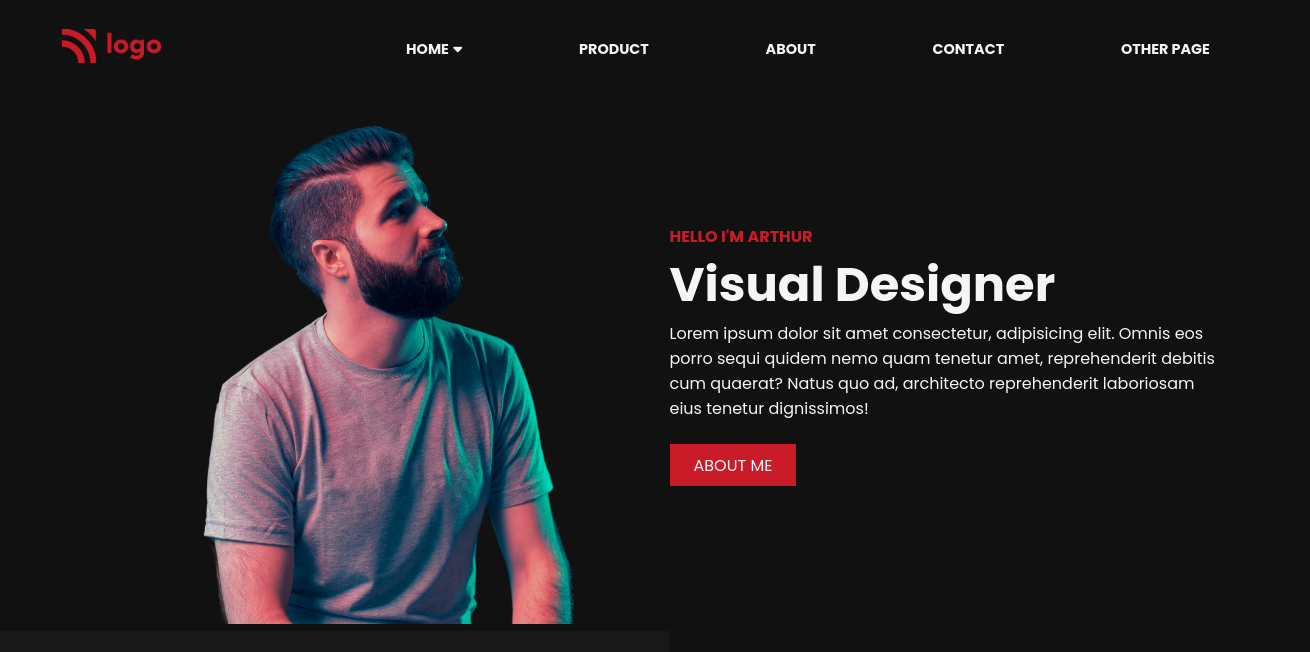 logo
HOME
PRODUCT
ABOUT
CONTACT
OTHER PAGE
HELLO I'M ARTHUR
Visual Designer
Lorem ipsum dolor sit amet consectetur, adipisicing elit. Omnis eos
porro sequi quidem nemo quam tenetur amet, reprehenderit debitis
cum quaerat? Natus quo ad, architecto reprehenderit laboriosam
eius tenetur dignissimos!
ABOUT ME